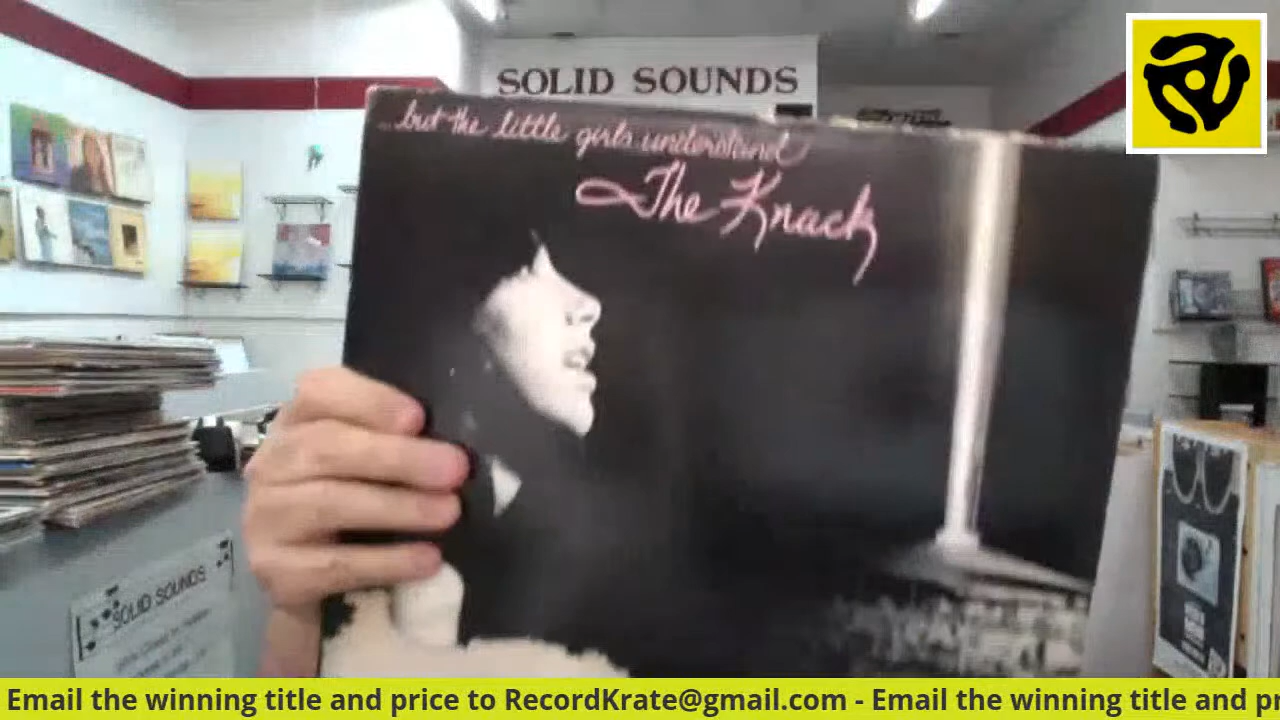 SOLID SOUNDS
...but the little girls understand
The Knack
SOLID SOUNDS
Email the winning title and price to RecordKrate@gmail.com - Email the winning title and pr